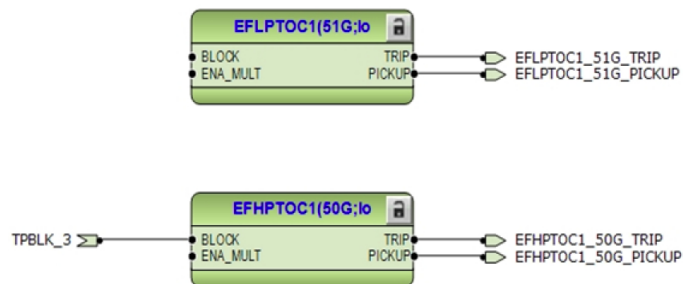 EFLPTOC1(51G;Io
BLOCK TRIP EFLPTOC1_51G_TRIP
ENA_MULT PICKUP EFLPTOC1_51G_PICKUP
EFHPTOC1(50G;Io
TPBLK_3 BLOCK TRIP EFHPTOC1_50G_TRIP
ENA_MULT PICKUP EFHPTOC1_50G_PICKUP